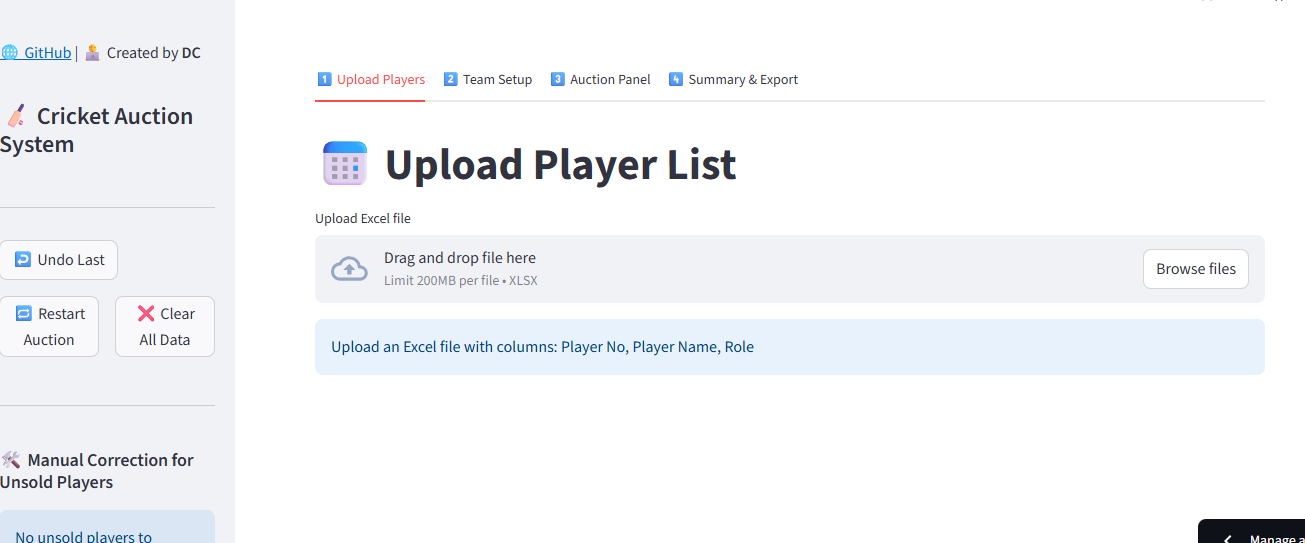 GitHub | Created by DC
Cricket Auction
System
Undo Last
Restart
Auction
Clear
All Data
Manual Correction for
Unsold Players
No unsold players to
1 Upload Players
2 Team Setup
3 Auction Panel
4 Summary & Export
Upload Player List
Upload Excel file
Drag and drop file here
Limit 200MB per file • XLSX
Browse files
Upload an Excel file with columns: Player No, Player Name, Role
Manage